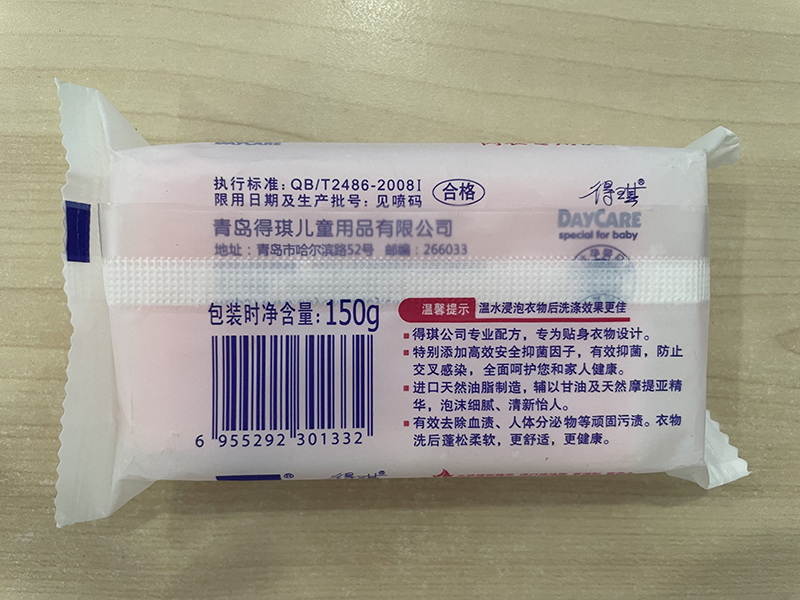 DAYCARE
执行标准：QB/T2486-2008I
限用日期及生产批号：见喷码
合格
青岛得琪儿童用品有限公司
地址：青岛市哈尔滨路52号 邮编：266033
得琪®
DAYCARE
special for baby
包装时净含量：150g
6 955292 301332
温馨提示 温水浸泡衣物后洗涤效果更佳
得琪公司专业配方，专为贴身衣物设计。
特别添加高效安全抑菌因子，有效抑菌，防止
交叉感染，全面呵护您和家人健康。
进口天然油脂制造，辅以甘油及天然摩提亚精
华，泡沫细腻、清新怡人。
有效去除血渍、人体分泌物等顽固污渍。衣物
洗后蓬松柔软，更舒适，更健康。
得琪®